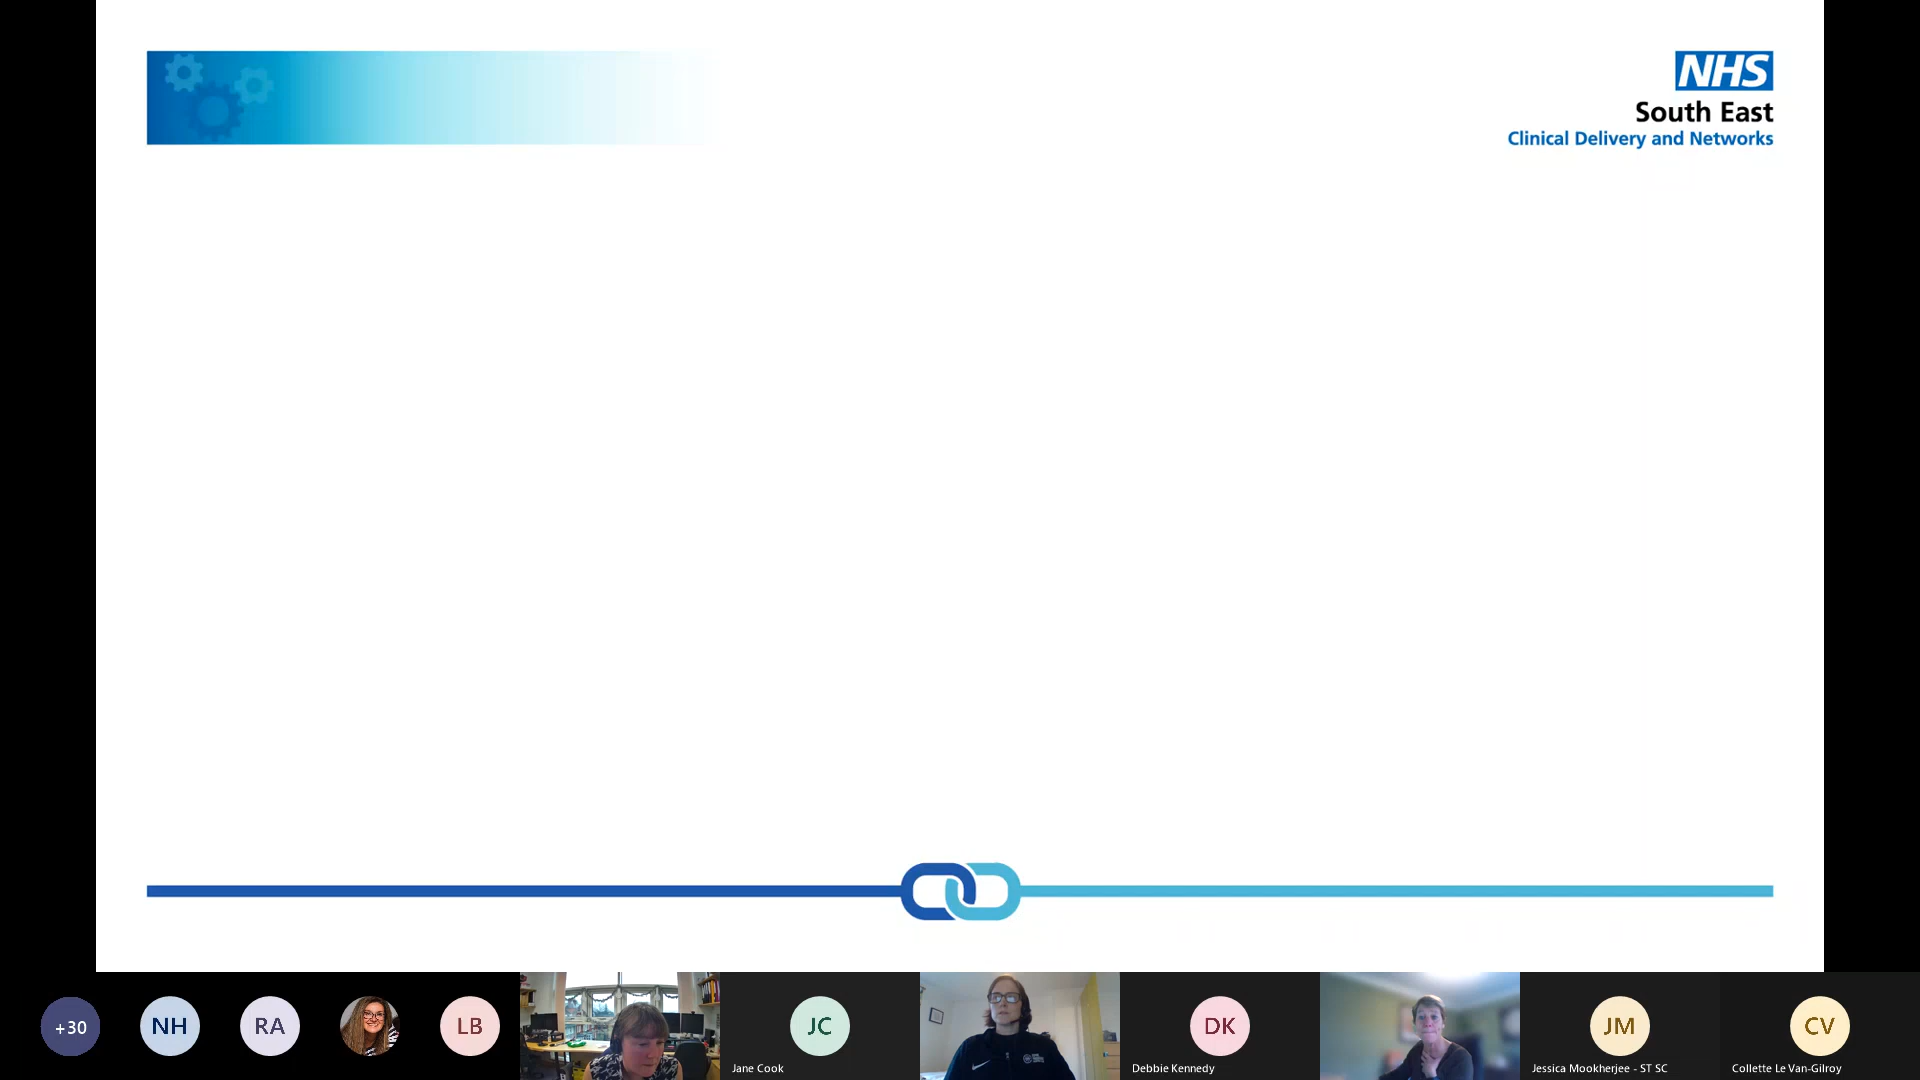 NHS
South East
Clinical Delivery and Networks
+30
NH
RA
LB
JC
Jane Cook
DK
Debbie Kennedy
JM
Jessica Mookherjee - ST SC
CV
Collette Le Van-Gilroy